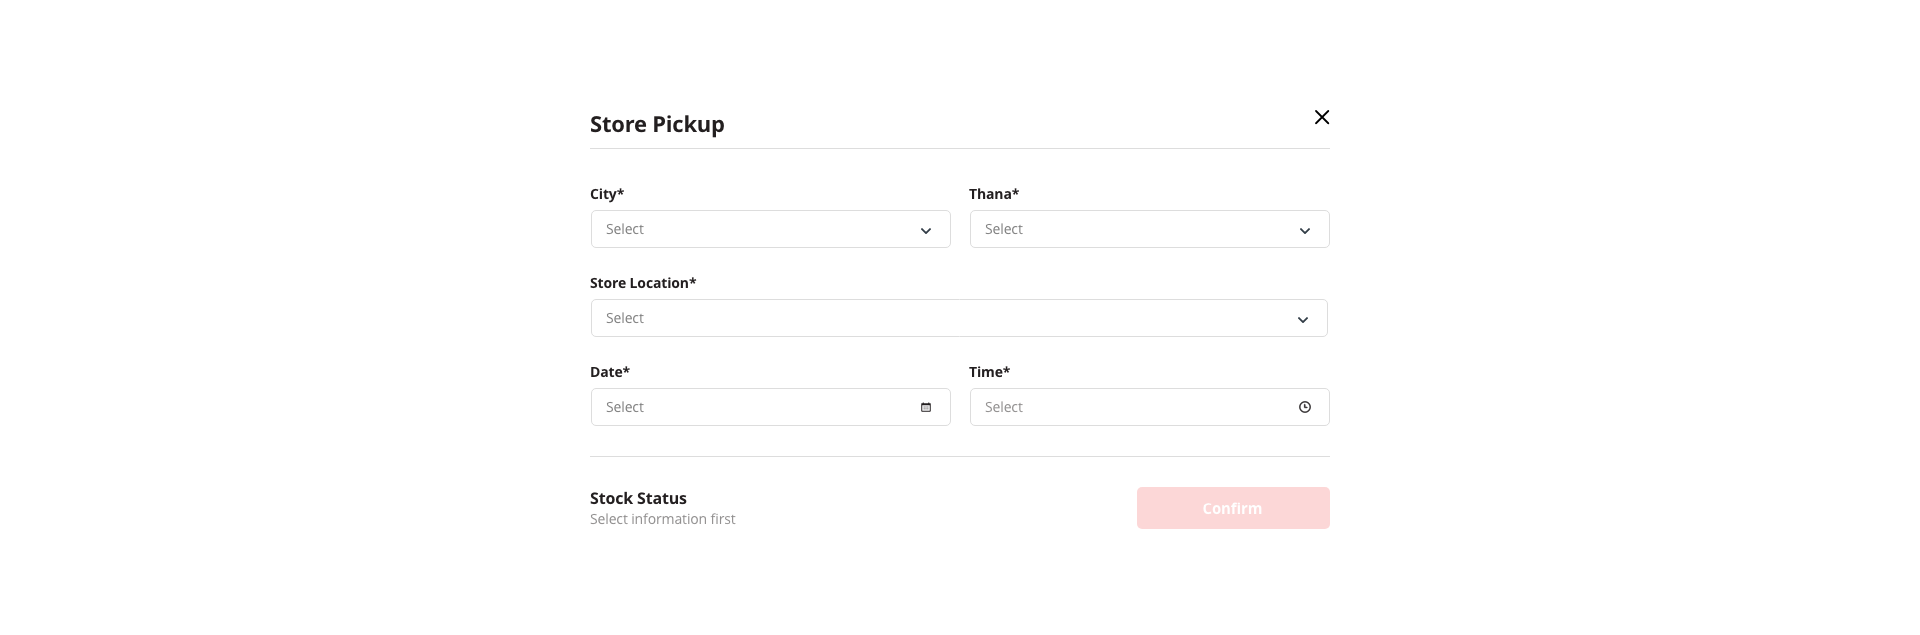 Store Pickup
City*
Thana*
Select
Select
Store Location*
Select
Date*
Time*
Select
Select
Stock Status
Select information first
Confirm